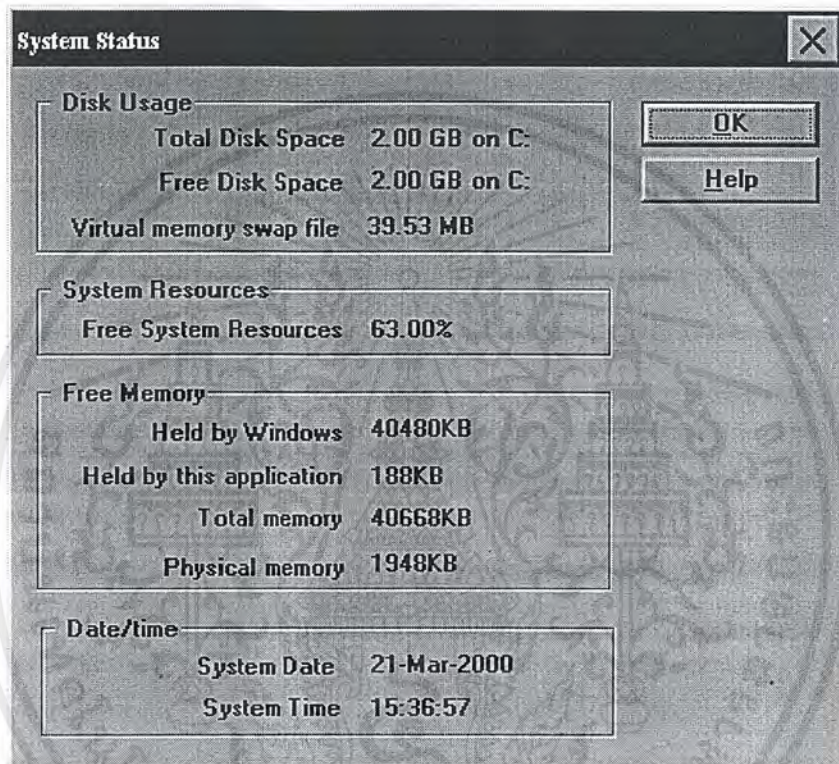 System Status
Disk Usage
Total Disk Space 2.00 GB on C:
Free Disk Space 2.00 GB on C:
Virtual memory swap file 39.53 MB
OK
Help
System Resources
Free System Resources 63.00%
Free Memory
Held by Windows 40480KB
Held by this application 188KB
Total memory 40668KB
Physical memory 1948KB
Date/time
System Date 21-Mar-2000
System Time 15:36:57